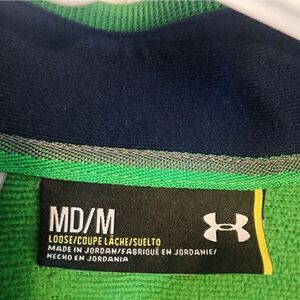 MD/M
LOOSE/COUPE LÂCHE/SUELTO
MADE IN JORDAN/FABRIQUÉ EN JORDANIE/
HECHO EN JORDANIA